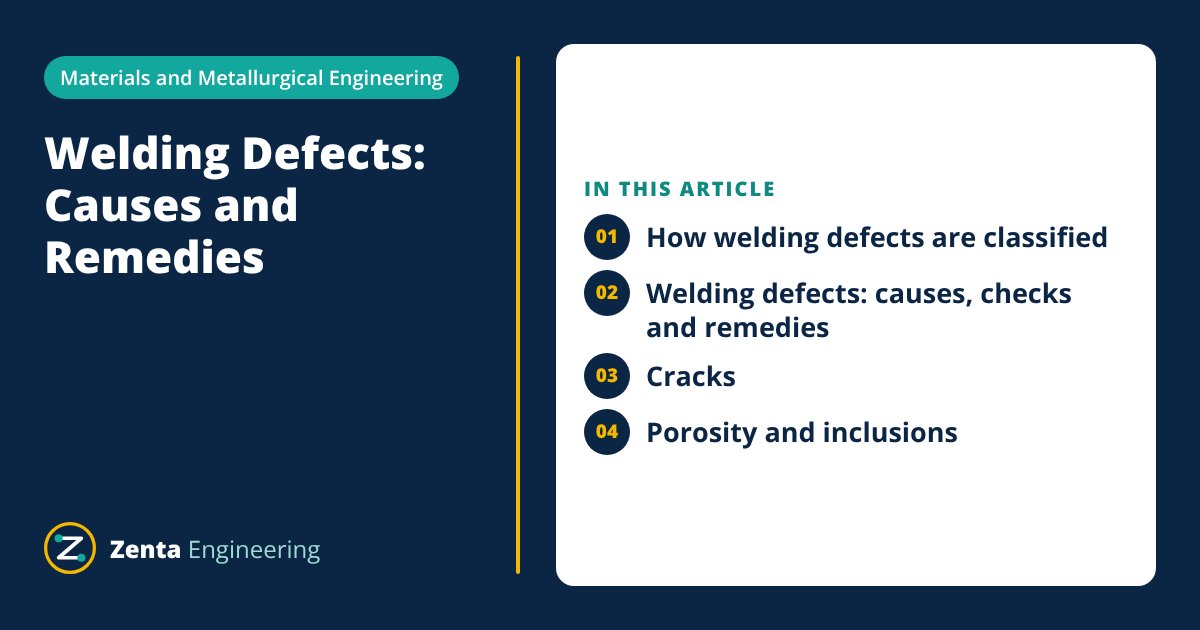 Materials and Metallurgical Engineering
Welding Defects:
Causes and
Remedies
Zenta Engineering
IN THIS ARTICLE
01 How welding defects are classified
02 Welding defects: causes, checks
and remedies
03 Cracks
04 Porosity and inclusions